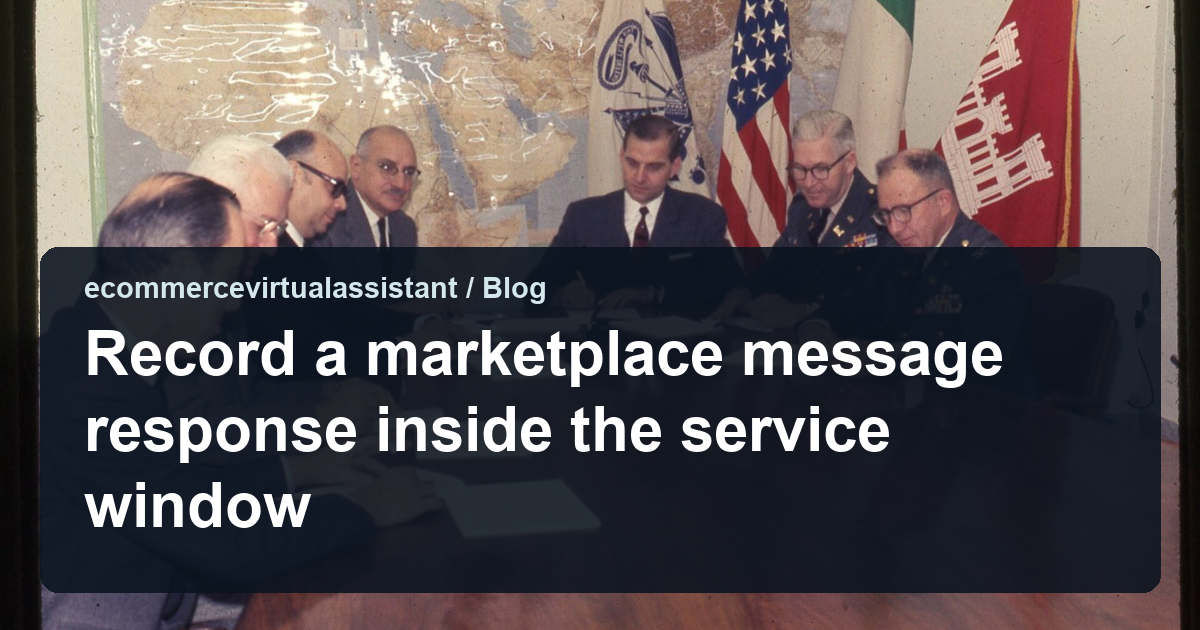 ecommercevirtualassistant / Blog
Record a marketplace message
response inside the service
window